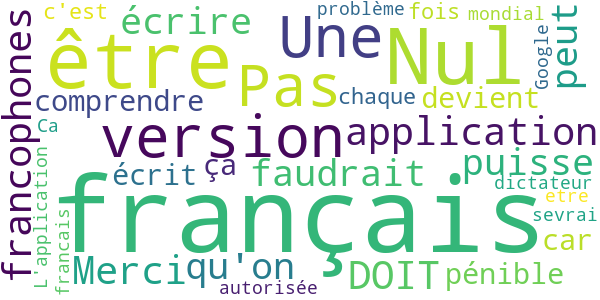 c'est
écrire
problème
fois
mondial
être
Une
Nul
Google
peut
francophones
comprendre
Pas
chaque
devient
Ca
version
application
écrit
ça
faudrait
puisse
dictateur
L'application
français
francais
etre
sevrai
car
Merci
qu'on
DOIT
pénible
autorisée